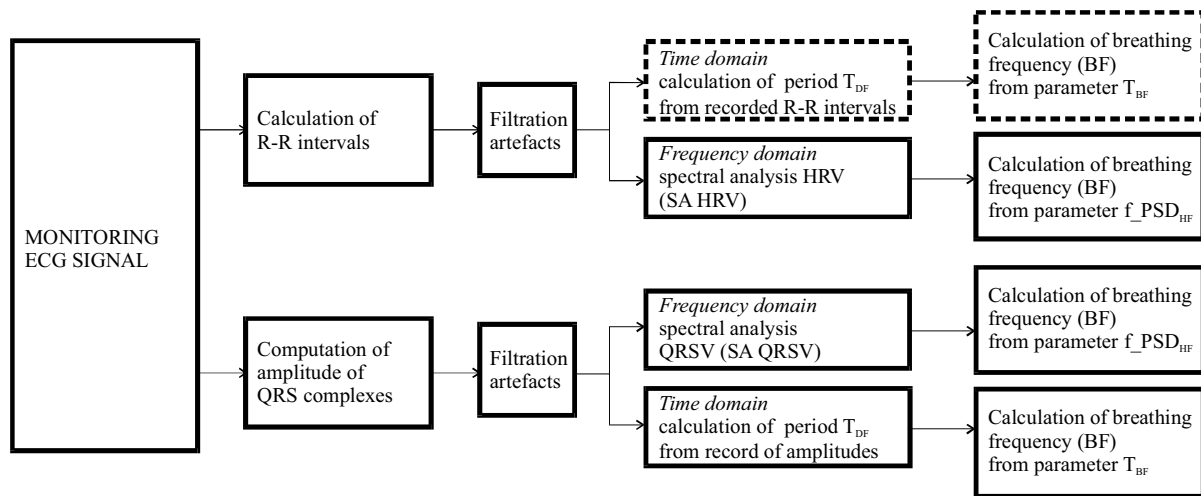 MONITORING
ECG SIGNAL
Calculation of
R-R intervals
Filtration
artefacts
Time domain
calculation of period T_DF
from recorded R-R intervals
Calculation of breathing
frequency (BF)
from parameter T_BF
Frequency domain
spectral analysis HRV
(SA HRV)
Calculation of breathing
frequency (BF)
from parameter f_PSD_HF
Computation of
amplitude of
QRS complexes
Filtration
artefacts
Frequency domain
spectral analysis
QRSV (SA QRSV)
Calculation of breathing
frequency (BF)
from parameter f_PSD_HF
Time domain
calculation of period T_DF
from record of amplitudes
Calculation of breathing
frequency (BF)
from parameter T_BF